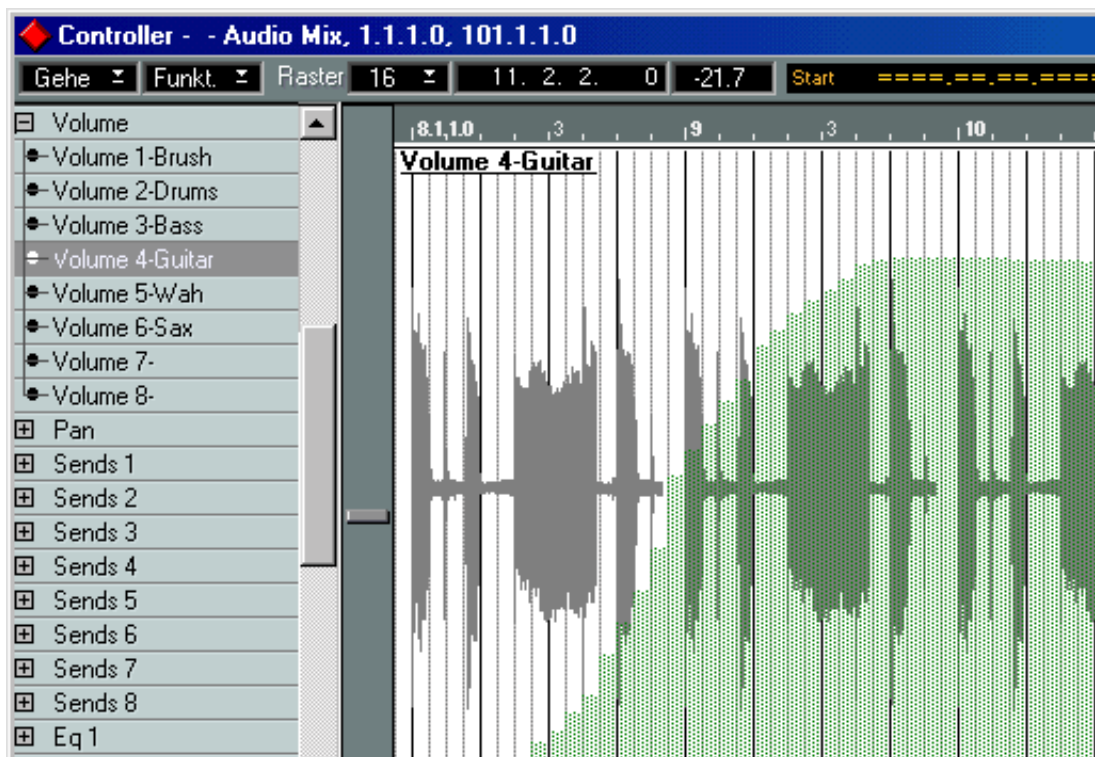 Controller -  - Audio Mix, 1.1.1.0, 101.1.1.0
Gehe Funkt. Raster 16 11. 2. 2. 0 -21.7 Start ====.==.==.====
8.1,1.0 3 9 3 10
Volume 4-Guitar
Volume
Volume 1-Brush
Volume 2-Drums
Volume 3-Bass
Volume 4-Guitar
Volume 5-Wah
Volume 6-Sax
Volume 7-
Volume 8-
Pan
Sends 1
Sends 2
Sends 3
Sends 4
Sends 5
Sends 6
Sends 7
Sends 8
Eq 1